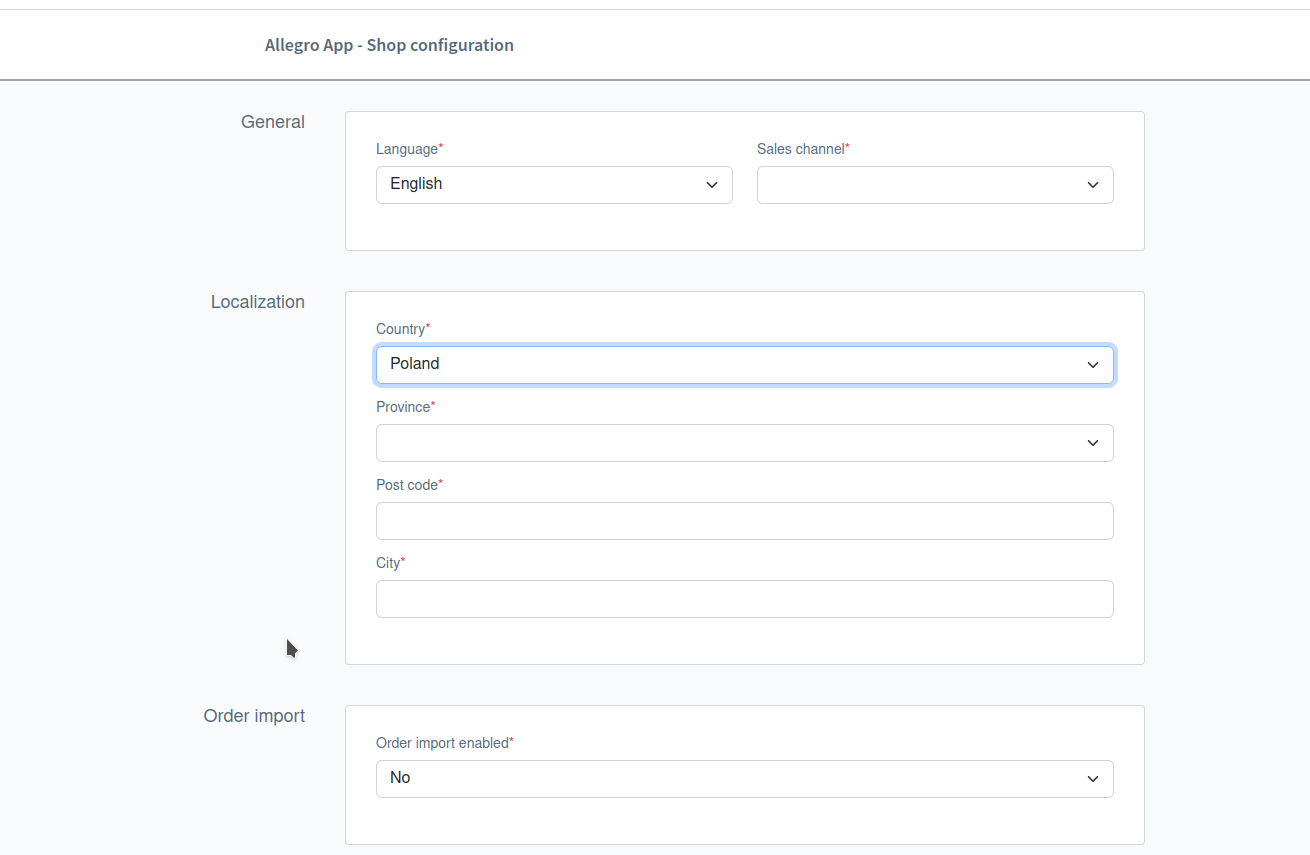 Allegro App - Shop configuration
General
Language*
Sales channel*
English
Localization
Country*
Poland
Province*
Post code*
City*
Order import
Order import enabled*
No